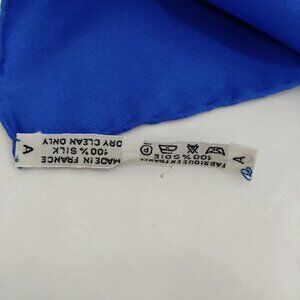 A
MADE IN FRANCE
100% SILK
DRY CLEAN ONLY
A
FABRIQUE EN FRANCE
100% SOIE
P